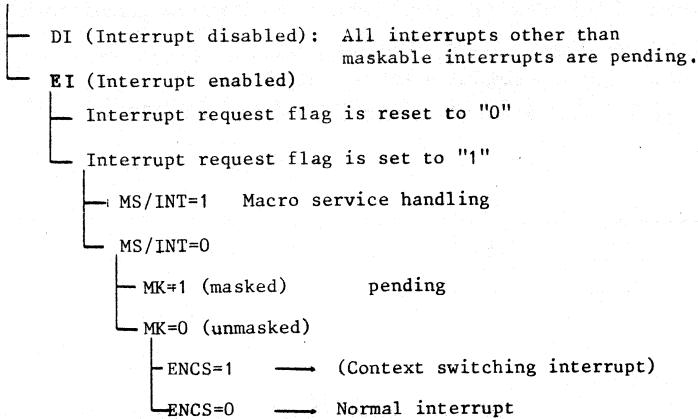 DI (Interrupt disabled): All interrupts other than
maskable interrupts are pending.
EI (Interrupt enabled)
Interrupt request flag is reset to "0"
Interrupt request flag is set to "1"
MS/INT=1 Macro service handling
MS/INT=0
MK=1 (masked) pending
MK=0 (unmasked)
ENCS=1 → (Context switching interrupt)
ENCS=0 → Normal interrupt